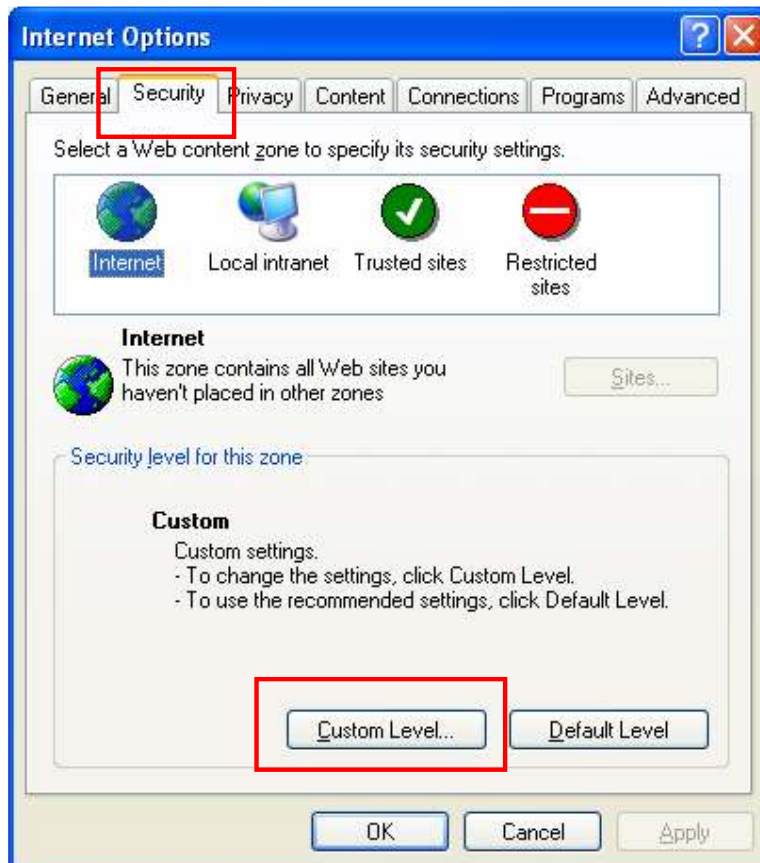 Internet Options
General Security Privacy Content Connections Programs Advanced
Select a Web content zone to specify its security settings.
Internet Local intranet Trusted sites Restricted sites
Internet
This zone contains all Web sites you
haven't placed in other zones
Sites...
Security level for this zone
Custom
Custom settings.
- To change the settings, click Custom Level.
- To use the recommended settings, click Default Level.
Custom Level... Default Level
OK Cancel Apply